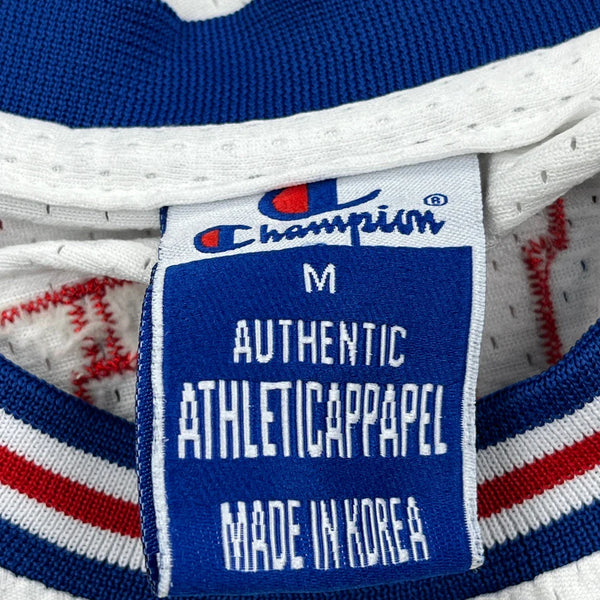 Champion®
M
AUTHENTIC
ATHLETICAPPAPEL
MADE IN KOREA